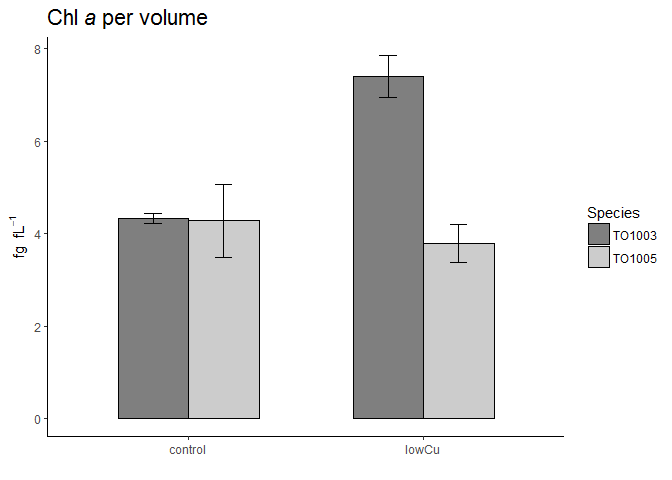 Chl a per volume
8
6
4
2
0
fg fL⁻¹
control
lowCu
Species
TO1003
TO1005